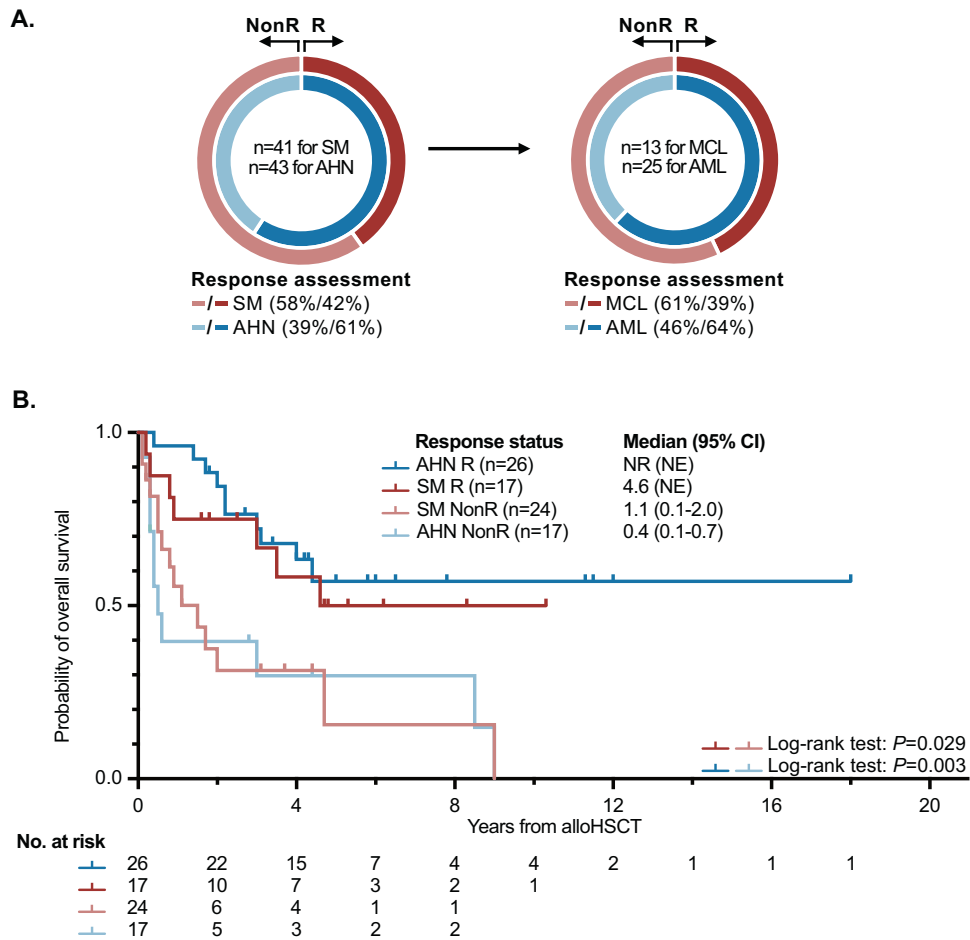 A.
NonR R
n=41 for SM
n=43 for AHN
Response assessment
/ SM (58%/42%)
/ AHN (39%/61%)
NonR R
n=13 for MCL
n=25 for AML
Response assessment
/ MCL (61%/39%)
/ AML (46%/64%)
B.
Probability of overall survival
1.0
0.5
0.0
Response status Median (95% CI)
AHN R (n=26) NR (NE)
SM R (n=17) 4.6 (NE)
SM NonR (n=24) 1.1 (0.1-2.0)
AHN NonR (n=17) 0.4 (0.1-0.7)
Log-rank test: P=0.029
Log-rank test: P=0.003
0 4 8 12 16 20
Years from alloHSCT
No. at risk
26 22 15 7 4 4 2 1 1 1
17 10 7 3 2 1
24 6 4 1 1
17 5 3 2 2